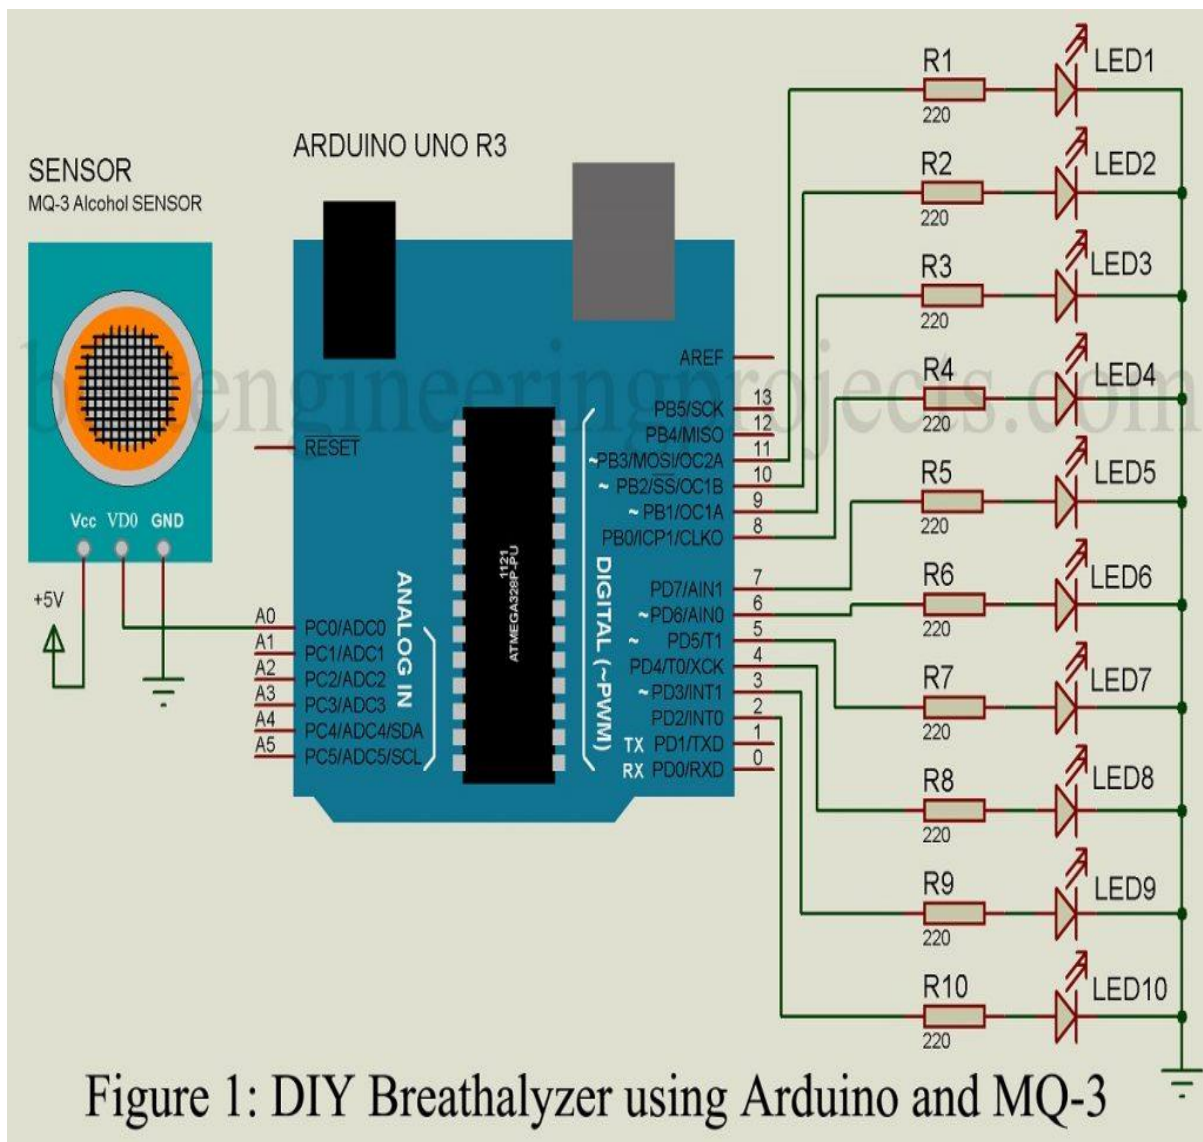 SENSOR
MQ-3 Alcohol SENSOR
Vcc VD0 GND
+5V
ARDUINO UNO R3
RESET
A0 PC0/ADC0
A1 PC1/ADC1
A2 PC2/ADC2
A3 PC3/ADC3
A4 PC4/ADC4/SDA
A5 PC5/ADC5/SCL
ANALOG IN
1121
ATMEGA328P-PU
DIGITAL (~PWM)
AREF
PB5/SCK 13
PB4/MISO 12
~PB3/MOSI/OC2A 11
~ PB2/SS/OC1B 10
~ PB1/OC1A 9
PB0/ICP1/CLKO 8
PD7/AIN1 7
~PD6/AIN0 6
~ PD5/T1 5
PD4/T0/XCK 4
~PD3/INT1 3
PD2/INT0 2
TX PD1/TXD 1
RX PD0/RXD 0
R1
220
LED1
R2
220
LED2
R3
220
LED3
R4
220
LED4
R5
220
LED5
R6
220
LED6
R7
220
LED7
R8
220
LED8
R9
220
LED9
R10
220
LED10
Figure 1: DIY Breathalyzer using Arduino and MQ-3